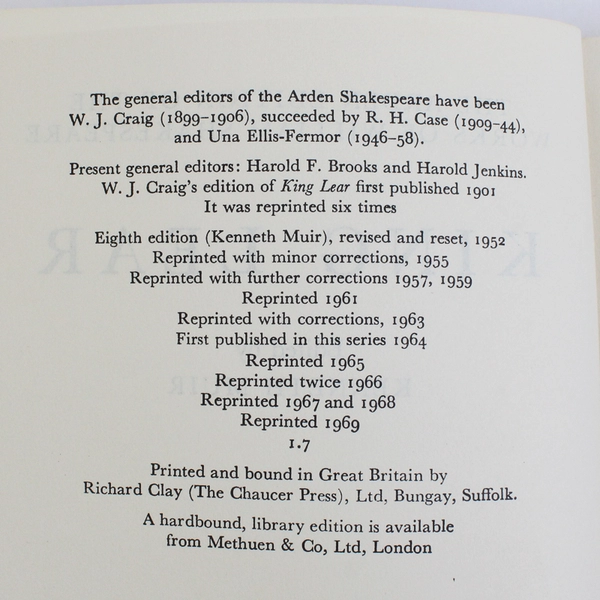 The general editors of the Arden Shakespeare have been
W. J. Craig (1899–1906), succeeded by R. H. Case (1909–44),
and Una Ellis-Fermor (1946–58).
Present general editors: Harold F. Brooks and Harold Jenkins.
W. J. Craig's edition of King Lear first published 1901
It was reprinted six times
Eighth edition (Kenneth Muir), revised and reset, 1952
Reprinted with minor corrections, 1955
Reprinted with further corrections 1957, 1959
Reprinted 1961
Reprinted with corrections, 1963
First published in this series 1964
Reprinted 1965
Reprinted twice 1966
Reprinted 1967 and 1968
Reprinted 1969
1.7
Printed and bound in Great Britain by
Richard Clay (The Chaucer Press), Ltd, Bungay, Suffolk.
A hardbound, library edition is available
from Methuen & Co, Ltd, London